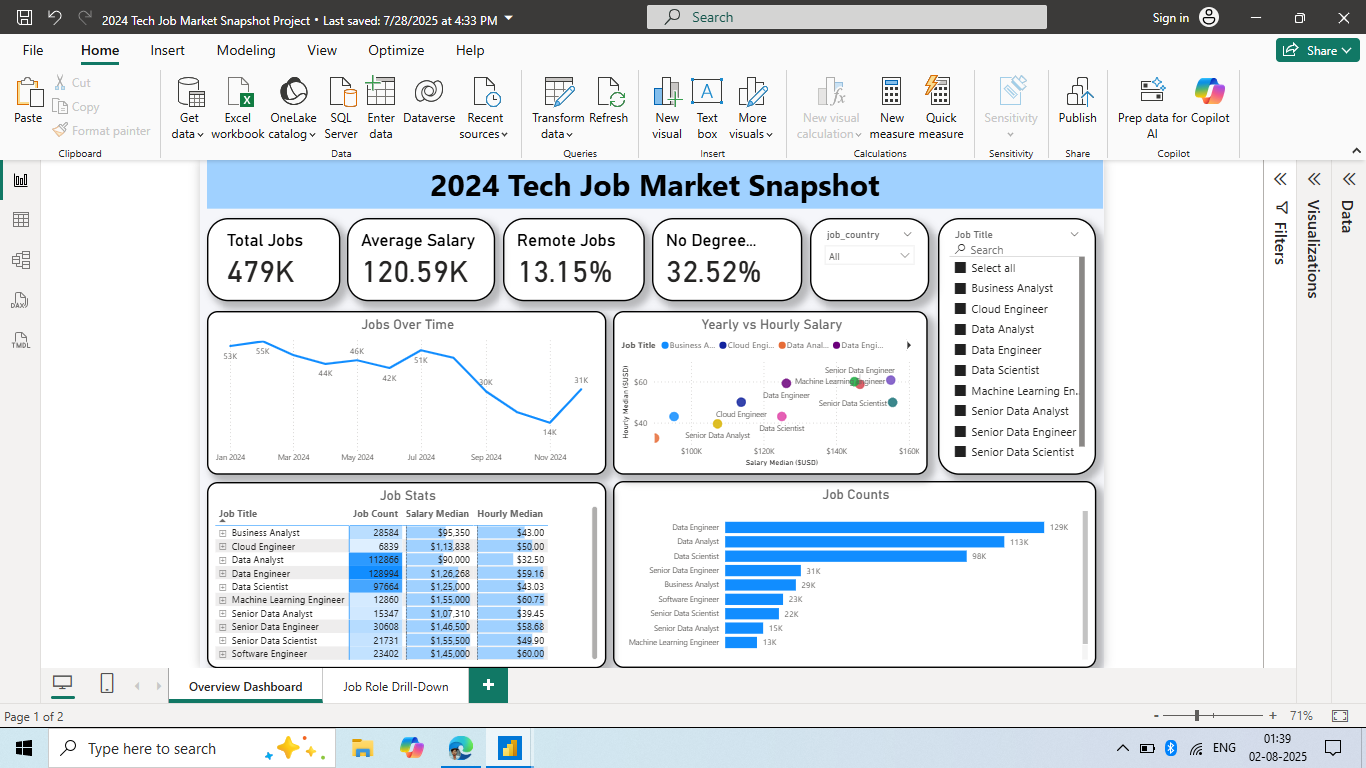 2024 Tech Job Market Snapshot Project • Last saved: 7/28/2025 at 4:33 PM
Search
Sign in
File
Home
Insert
Modeling
View
Optimize
Help
Share
Paste
Cut
Copy
Format painter
Clipboard
Get data
Excel workbook
OneLake catalog
SQL Server
Enter data
Dataverse
Recent sources
Data
Transform data
Refresh
Queries
New visual
Text box
More visuals
Insert
New visual calculation
New measure
Quick measure
Calculations
Sensitivity
Sensitivity
Publish
Share
Prep data for AI
Copilot
Copilot
DAX
TMDL
2024 Tech Job Market Snapshot
Total Jobs
479K
Average Salary
120.59K
Remote Jobs
13.15%
No Degree...
32.52%
job_country
All
Job Title
Search
Select all
Business Analyst
Cloud Engineer
Data Analyst
Data Engineer
Data Scientist
Machine Learning En...
Senior Data Analyst
Senior Data Engineer
Senior Data Scientist
Jobs Over Time
53K
55K
44K
46K
42K
51K
30K
14K
31K
Jan 2024
Mar 2024
May 2024
Jul 2024
Sep 2024
Nov 2024
Yearly vs Hourly Salary
Job Title
Business A...
Cloud Engi...
Data Anal...
Data Engi...
Hourly Median ($USD)
$60
$40
Senior Data Engineer
Machine Learning Engineer
Data Engineer
Senior Data Scientist
Cloud Engineer
Data Scientist
Senior Data Analyst
$100K
$120K
$140K
$160K
Salary Median ($USD)
Job Stats
Job Title Job Count Salary Median Hourly Median
Business Analyst 28584 $95,350 $43.00
Cloud Engineer 6839 $1,13,838 $50.00
Data Analyst 112866 $90,000 $32.50
Data Engineer 128994 $1,26,268 $59.16
Data Scientist 97664 $1,25,000 $43.03
Machine Learning Engineer 12860 $1,55,000 $60.75
Senior Data Analyst 15347 $1,07,310 $39.45
Senior Data Engineer 30608 $1,46,500 $58.68
Senior Data Scientist 21731 $1,55,500 $49.90
Software Engineer 23402 $1,45,000 $60.00
Job Counts
Data Engineer 129K
Data Analyst 113K
Data Scientist 98K
Senior Data Engineer 31K
Business Analyst 29K
Software Engineer 23K
Senior Data Scientist 22K
Senior Data Analyst 15K
Machine Learning Engineer 13K
Filters
Visualizations
Data
Overview Dashboard
Job Role Drill-Down
Page 1 of 2
71%
Type here to search
ENG
01:39
02-08-2025